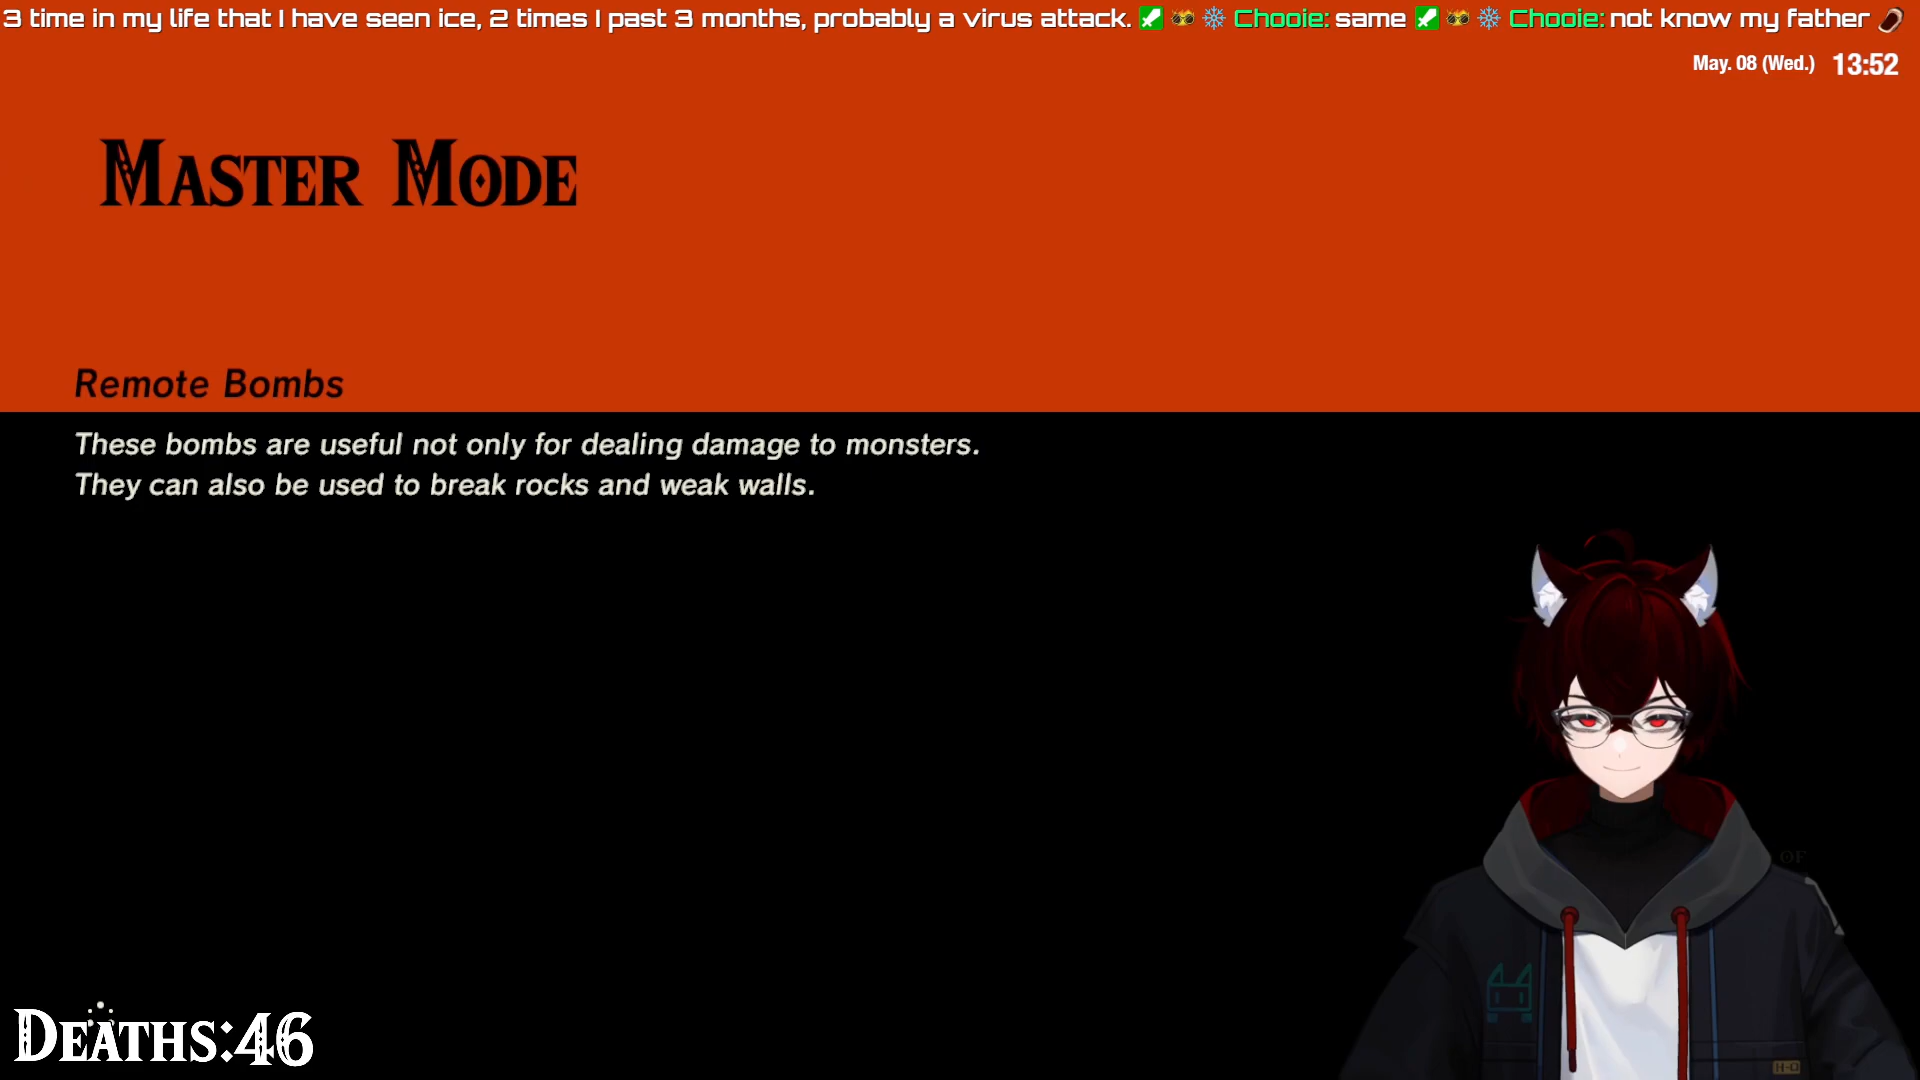 3 time in my life that I have seen ice, 2 times I past 3 months, probably a virus attack. Chooie: same Chooie: not know my father
May. 08 (Wed.) 13:52
MASTER MODE
Remote Bombs
These bombs are useful not only for dealing damage to monsters.
They can also be used to break rocks and weak walls.
OF
H-D
DEATHS:46